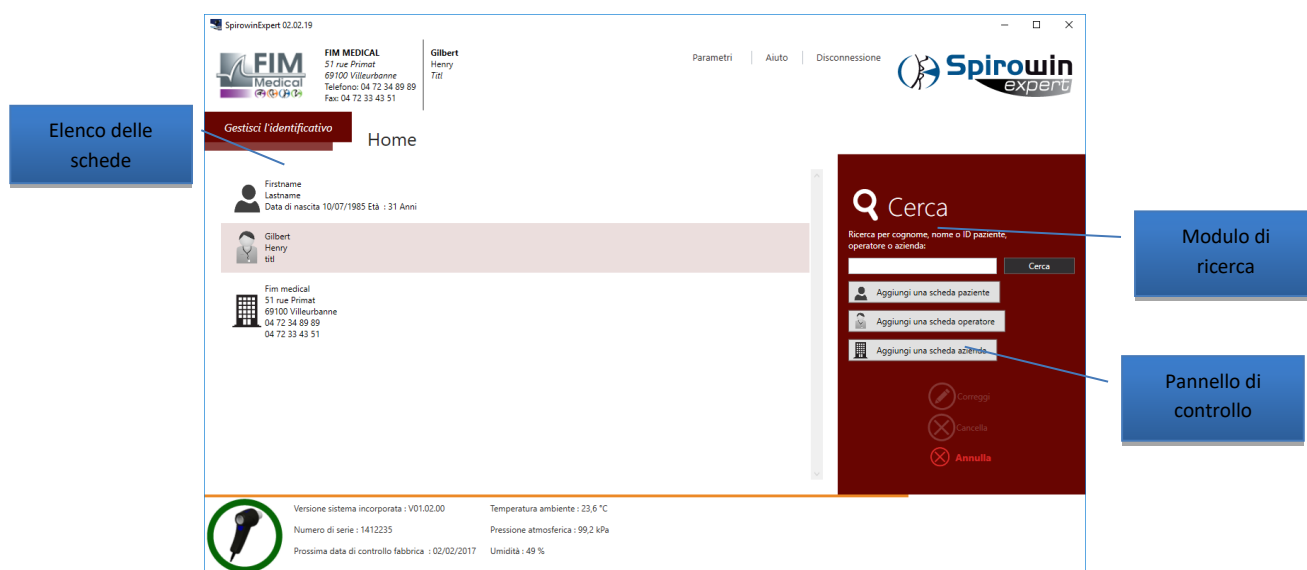 SpirowinExpert 02.02.19
FIM
Medical
FIM MEDICAL
51 rue Primat
69100 Villeurbanne
Telefono: 04 72 34 89 89
Fax: 04 72 33 43 51
Gilbert
Henry
Titl
Parametri
Aiuto
Disconnessione
Spirowin
expert
Elenco delle
schede
Gestisci l'identificativo
Home
Firstname
Lastname
Data di nascita 10/07/1985 Età : 31 Anni
Gilbert
Henry
titl
Fim medical
51 rue Primat
69100 Villeurbanne
04 72 34 89 89
04 72 33 43 51
Cerca
Ricerca per cognome, nome o ID paziente,
operatore o azienda:
Cerca
Aggiungi una scheda paziente
Aggiungi una scheda operatore
Aggiungi una scheda azienda
Correggi
Cancella
Annulla
Modulo di
ricerca
Pannello di
controllo
Versione sistema incorporata : V01.02.00
Numero di serie : 1412235
Prossima data di controllo fabbrica : 02/02/2017
Temperatura ambiente : 23,6 °C
Pressione atmosferica : 99,2 kPa
Umidità : 49 %